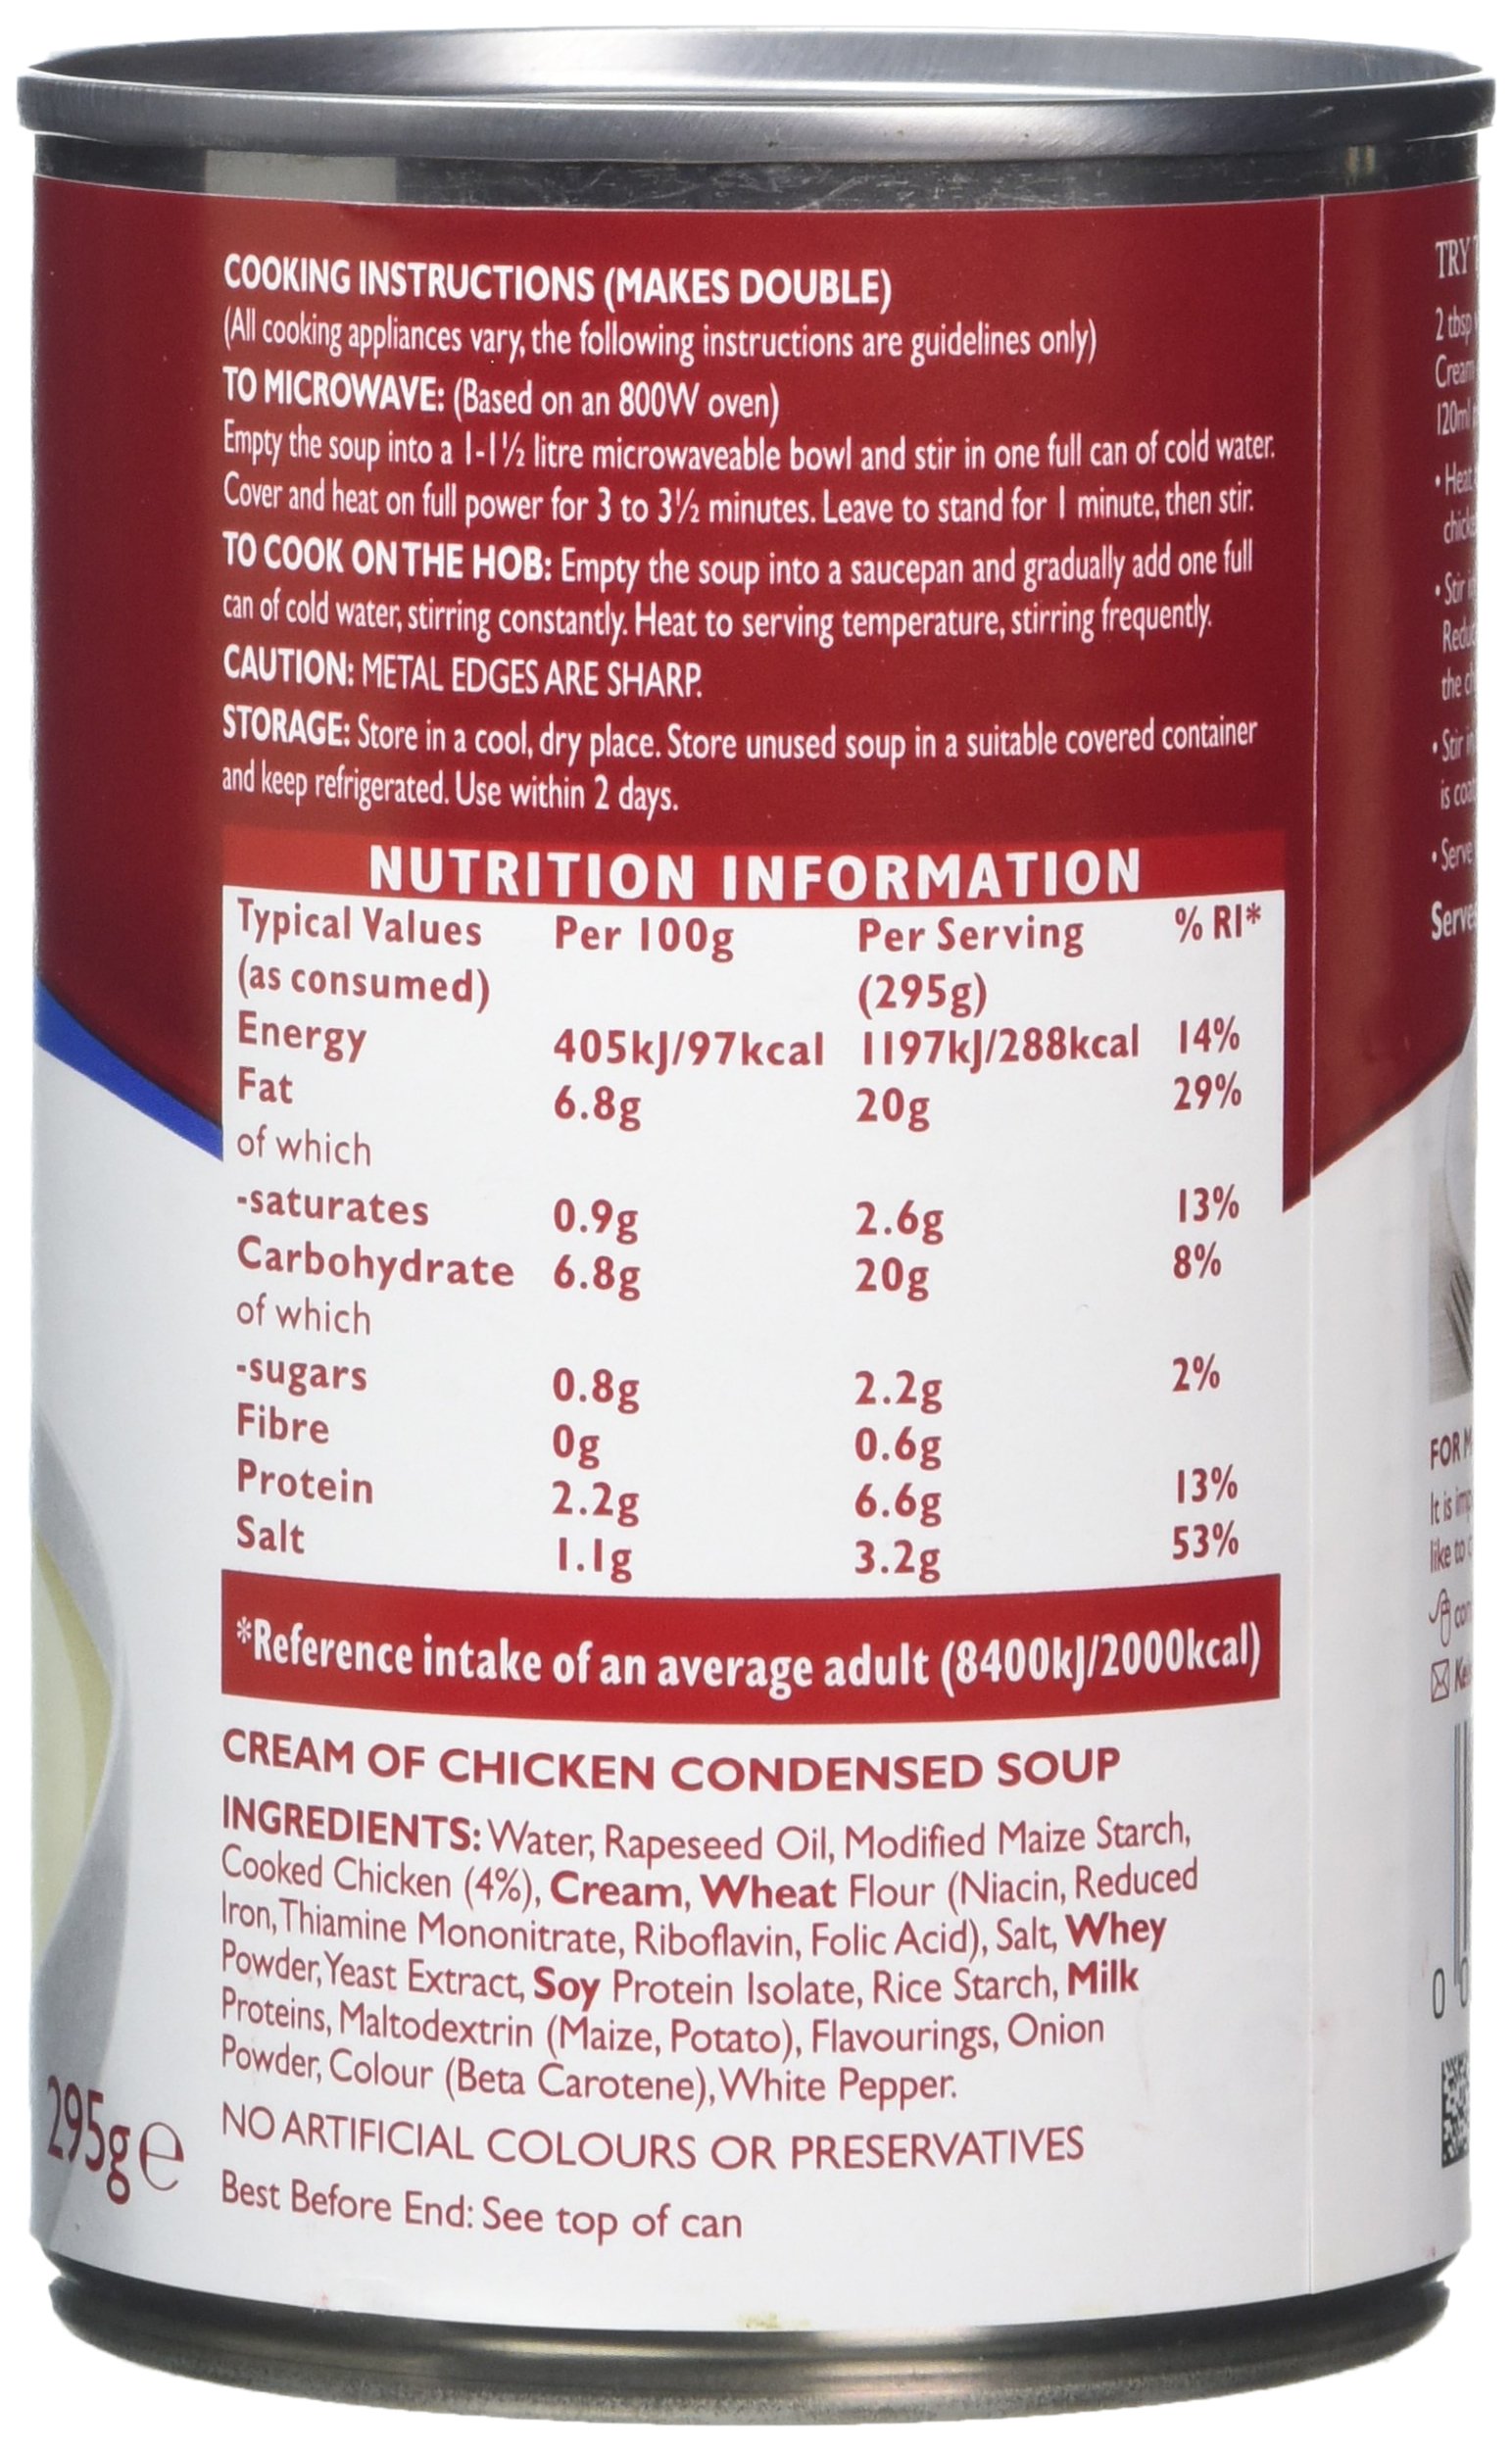 COOKING INSTRUCTIONS (MAKES DOUBLE)
(All cooking appliances vary, the following instructions are guidelines only)
TO MICROWAVE: (Based on an 800W oven)
Empty the soup into a 1-1½ litre microwaveable bowl and stir in one full can of cold water.
Cover and heat on full power for 3 to 3½ minutes. Leave to stand for 1 minute, then stir.
TO COOK ON THE HOB: Empty the soup into a saucepan and gradually add one full
can of cold water, stirring constantly. Heat to serving temperature, stirring frequently.
CAUTION: METAL EDGES ARE SHARP.
STORAGE: Store in a cool, dry place. Store unused soup in a suitable covered container
and keep refrigerated. Use within 2 days.
NUTRITION INFORMATION
Typical Values Per 100g Per Serving % RI*
(as consumed) (295g)
Energy 405kJ/97kcal 1197kJ/288kcal 14%
Fat 6.8g 20g 29%
of which
-saturates 0.9g 2.6g 13%
Carbohydrate 6.8g 20g 8%
of which
-sugars 0.8g 2.2g 2%
Fibre 0g 0.6g
Protein 2.2g 6.6g 13%
Salt 1.1g 3.2g 53%
*Reference intake of an average adult (8400kJ/2000kcal)
CREAM OF CHICKEN CONDENSED SOUP
INGREDIENTS: Water, Rapeseed Oil, Modified Maize Starch,
Cooked Chicken (4%), Cream, Wheat Flour (Niacin, Reduced
Iron, Thiamine Mononitrate, Riboflavin, Folic Acid), Salt, Whey
Powder, Yeast Extract, Soy Protein Isolate, Rice Starch, Milk
Proteins, Maltodextrin (Maize, Potato), Flavourings, Onion
Powder, Colour (Beta Carotene), White Pepper.
NO ARTIFICIAL COLOURS OR PRESERVATIVES
Best Before End: See top of can
295g e
TRY
2 tbsp
Cream
120ml
• Heat
• Stir
the
• Stir
is
• Serve
FOR
It is
like to
0